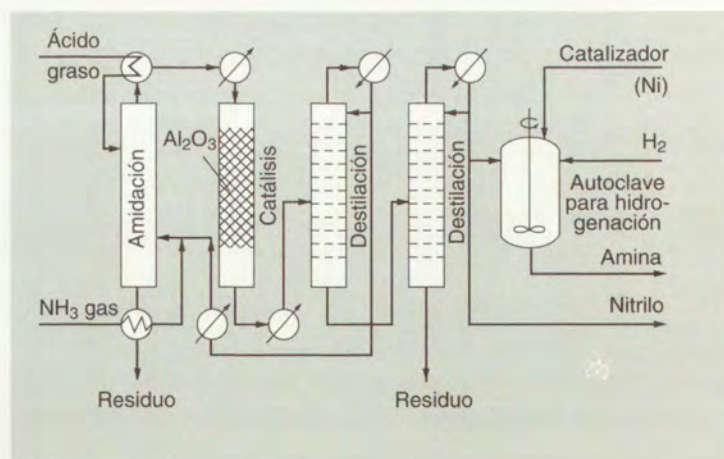 Ácido
graso
Amidación
NH₃ gas
Residuo
Al₂O₃
Catálisis
Destilación
Destilación
Residuo
Catalizador
(Ni)
H₂
Autoclave
para hidro-
genación
Amina
Nitrilo